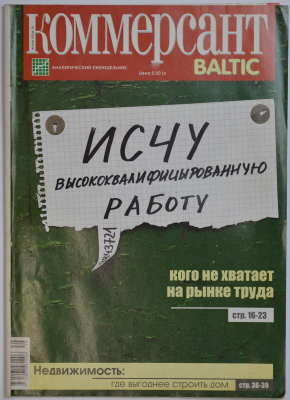 коммерсант
BALTIC
АНАЛИТИЧЕСКИЙ ЕЖЕНЕДЕЛЬНИК
ИСЧУ
ВЫСОКОКВАЛИФИЦЫРОВАННУЮ
РАБОТУ
кого не хватает
на рынке труда
стр. 16-23
Недвижимость:
где выгоднее строить дом
стр. 36-39